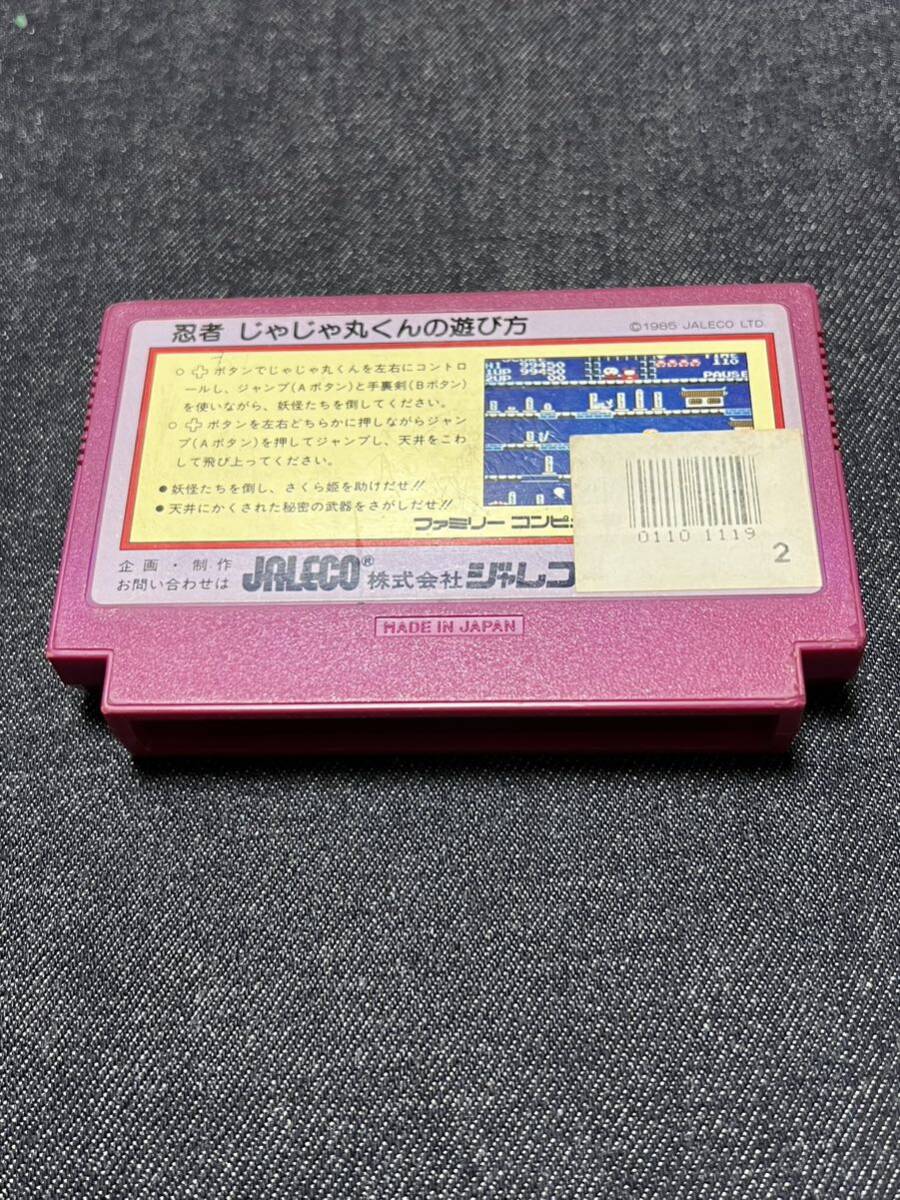 忍者 じゃじゃ丸くんの遊び方
©1985 JALECO LTD.
○✚ボタンでじゃじゃ丸くんを左右にコントロ
ールし、ジャンプ(Aボタン)と手裏剣(Bボタン)
を使いながら、妖怪たちを倒してください。
○✚ボタンを左右どちらかに押しながらジャン
プ(Aボタン)を押してジャンプし、天井をこわ
して飛び上ってください。
●妖怪たちを倒し、さくら姫を助けだせ!!
●天井にかくされた秘密の武器をさがしだせ!!
HI
1UP 99450
2UP 00
110
PAUSE
ファミリー コンピ
企画・制作
お問い合わせは
JALECO® 株式会社 ジャレコ
0110 1119
2
MADE IN JAPAN